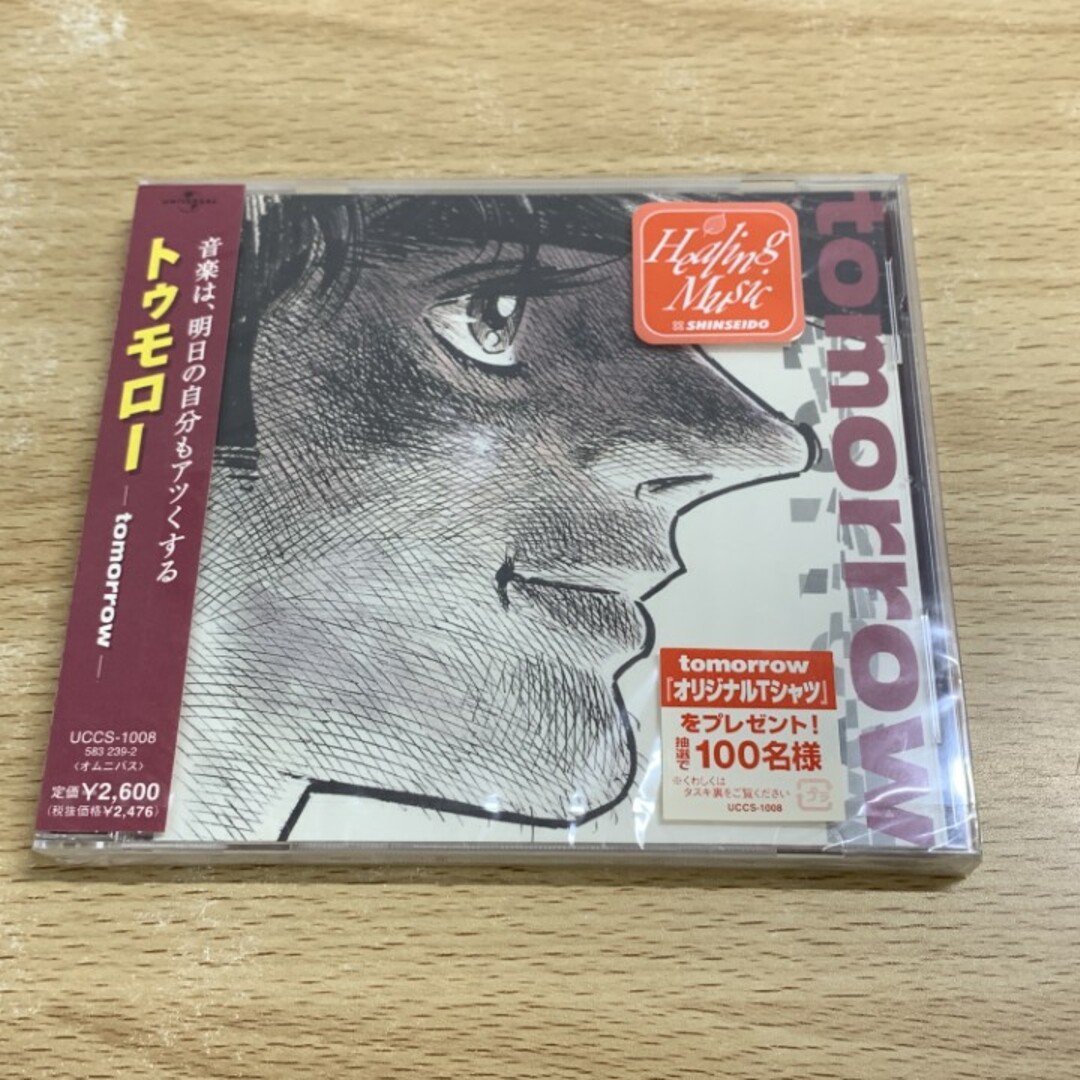 UNIVERSAL
音楽は、明日の自分もアツくする
トゥモロー
— tomorrow —
UCCS-1008
583 239-2
〈オムニバス〉
定価¥2,600
(税抜価格¥2,476)
Healing
Music
SHINSEIDO
tomorrow
tomorrow
『オリジナルTシャツ』
をプレゼント!
抽選で100名様
※くわしくは
タスキ裏をご覧ください
UCCS-1008
プラ